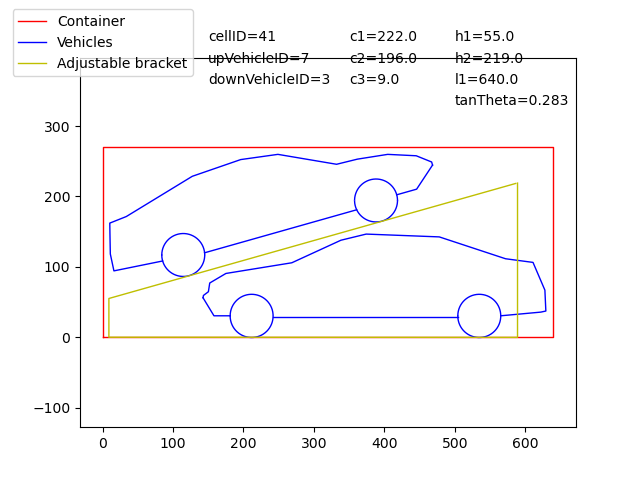 Container
Vehicles
Adjustable bracket
cellID=41 c1=222.0 h1=55.0
upVehicleID=7 c2=196.0 h2=219.0
downVehicleID=3 c3=9.0 l1=640.0
tanTheta=0.283
300
200
100
0
−100
0 100 200 300 400 500 600